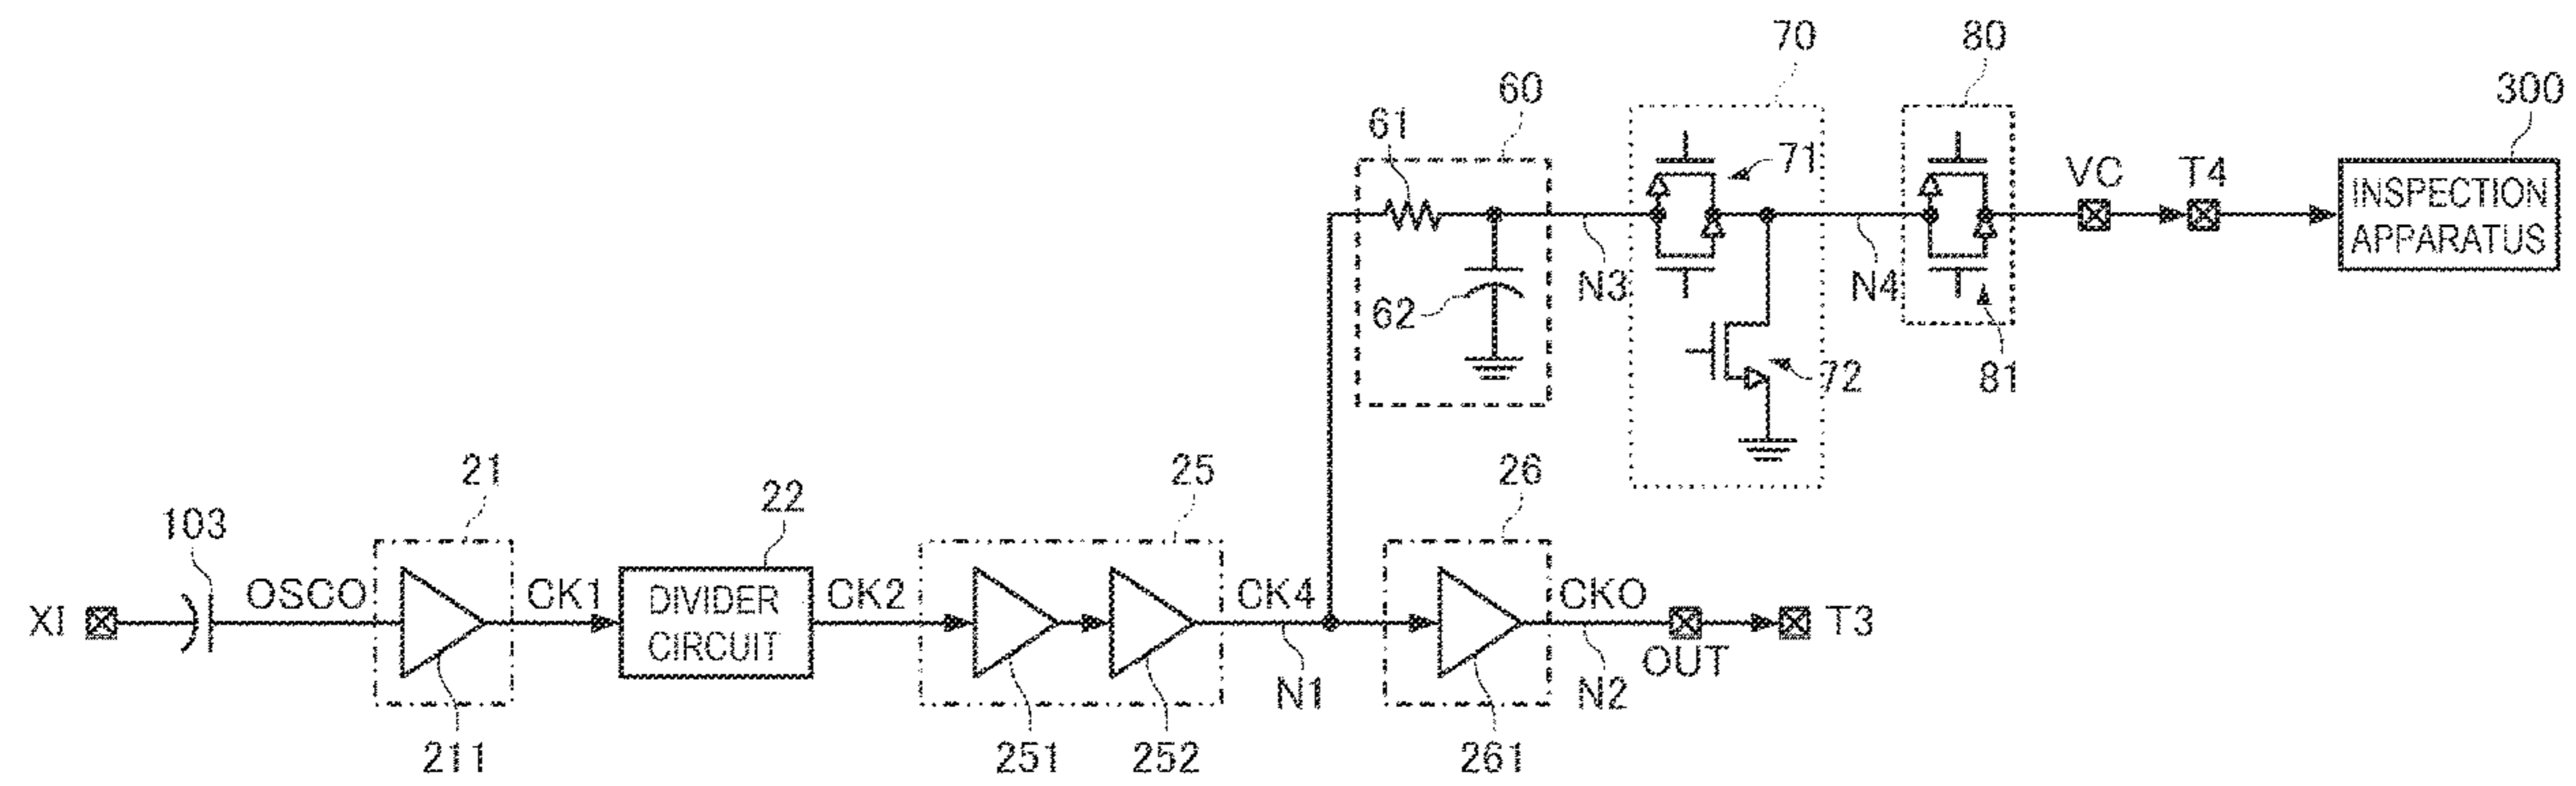 70
80
60
300
61
71
VC
T4
INSPECTION
APPARATUS
N3
N4
62
72
81
21
22
25
26
103
OSCO
CK1
DIVIDER
CIRCUIT
CK2
CK4
CKO
XI
T3
OUT
N1
N2
211
251
252
261